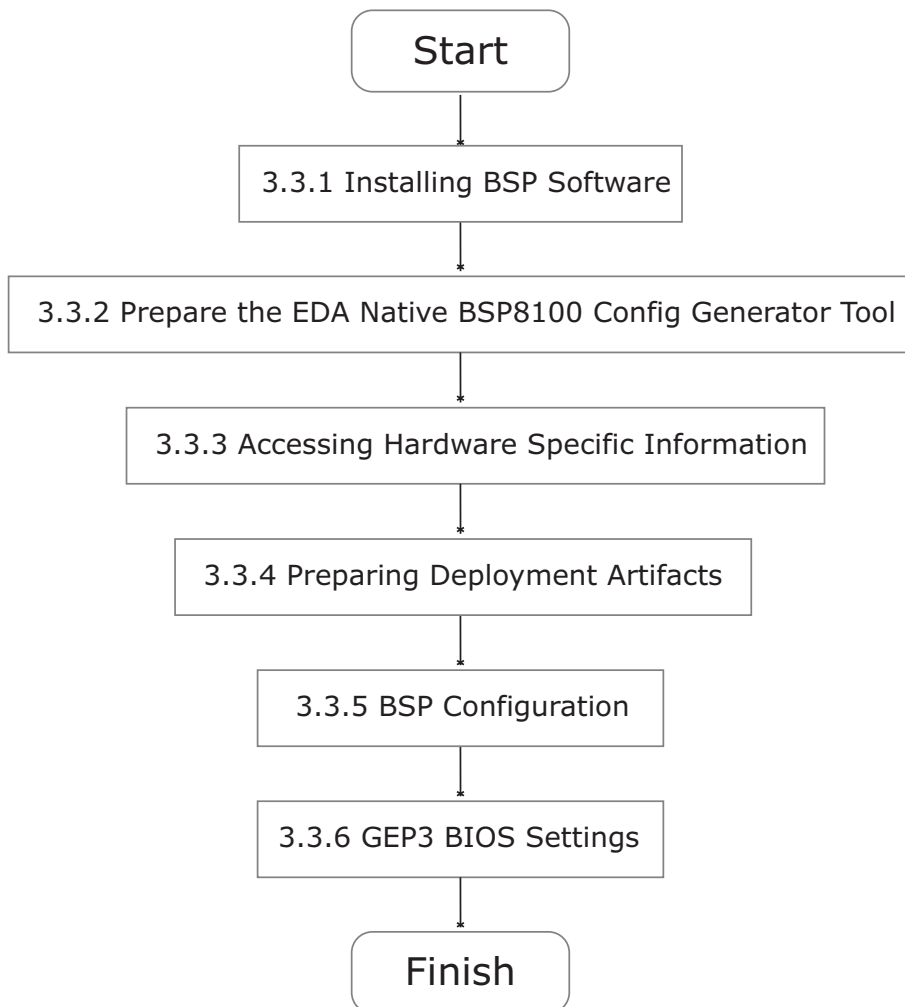 Start
3.3.1 Installing BSP Software
3.3.2 Prepare the EDA Native BSP8100 Config Generator Tool
3.3.3 Accessing Hardware Specific Information
3.3.4 Preparing Deployment Artifacts
3.3.5 BSP Configuration
3.3.6 GEP3 BIOS Settings
Finish